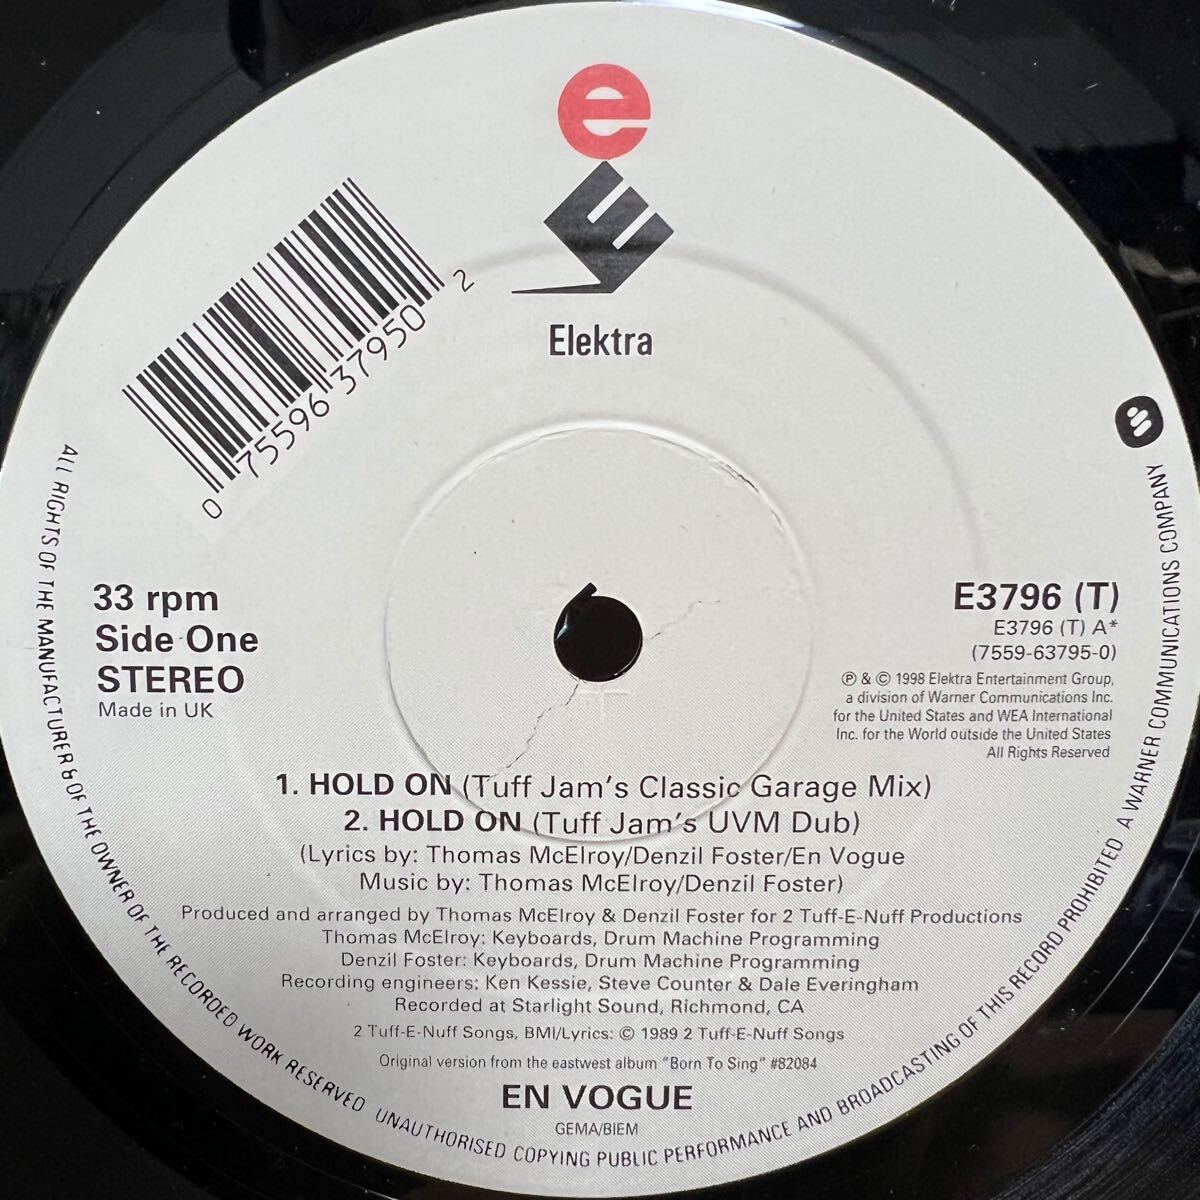 e
Elektra
0 75596 37950 2
33 rpm
Side One
STEREO
Made in UK
E3796 (T)
E3796 (T) A*
(7559-63795-0)
℗ & © 1998 Elektra Entertainment Group,
a division of Warner Communications Inc.
for the United States and WEA International
Inc. for the World outside the United States
All Rights Reserved
1. HOLD ON (Tuff Jam's Classic Garage Mix)
2. HOLD ON (Tuff Jam's UVM Dub)
(Lyrics by: Thomas McElroy/Denzil Foster/En Vogue
Music by: Thomas McElroy/Denzil Foster)
Produced and arranged by Thomas McElroy & Denzil Foster for 2 Tuff-E-Nuff Productions
Thomas McElroy: Keyboards, Drum Machine Programming
Denzil Foster: Keyboards, Drum Machine Programming
Recording engineers: Ken Kessie, Steve Counter & Dale Everingham
Recorded at Starlight Sound, Richmond, CA
2 Tuff-E-Nuff Songs, BMI/Lyrics: © 1989 2 Tuff-E-Nuff Songs
Original version from the eastwest album "Born To Sing" #82084
EN VOGUE
GEMA/BIEM
ALL RIGHTS OF THE MANUFACTURER & OF THE OWNER OF THE RECORDED WORK RESERVED UNAUTHORISED COPYING PUBLIC PERFORMANCE AND BROADCASTING OF THIS RECORD PROHIBITED A WARNER COMMUNICATIONS COMPANY